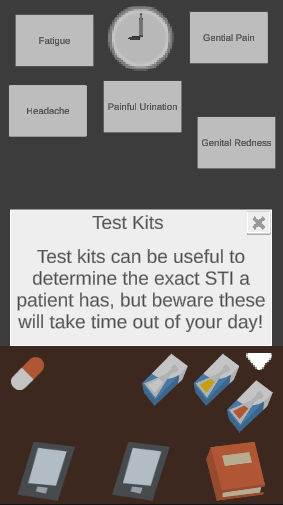 Fatigue
Gential Pain
Headache
Painful Urination
Genital Redness
Test Kits
Test kits can be useful to
determine the exact STI a
patient has, but beware these
will take time out of your day!